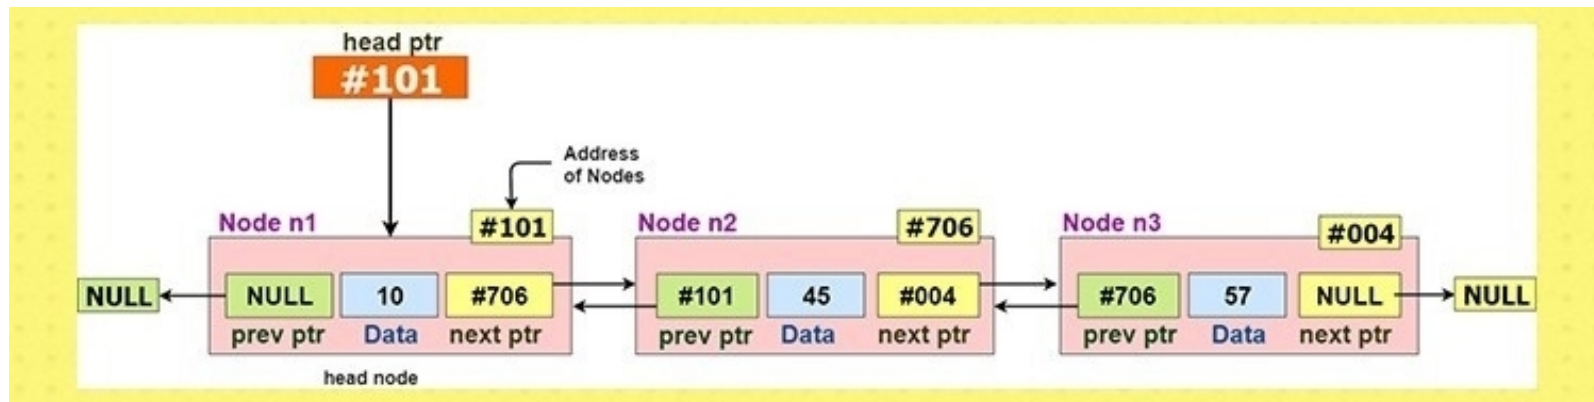 head ptr
#101
Address
of Nodes
Node n1
#101
Node n2
#706
Node n3
#004
NULL
NULL
10
#706
#101
45
#004
#706
57
NULL
NULL
prev ptr
Data
next ptr
prev ptr
Data
next ptr
prev ptr
Data
next ptr
head node